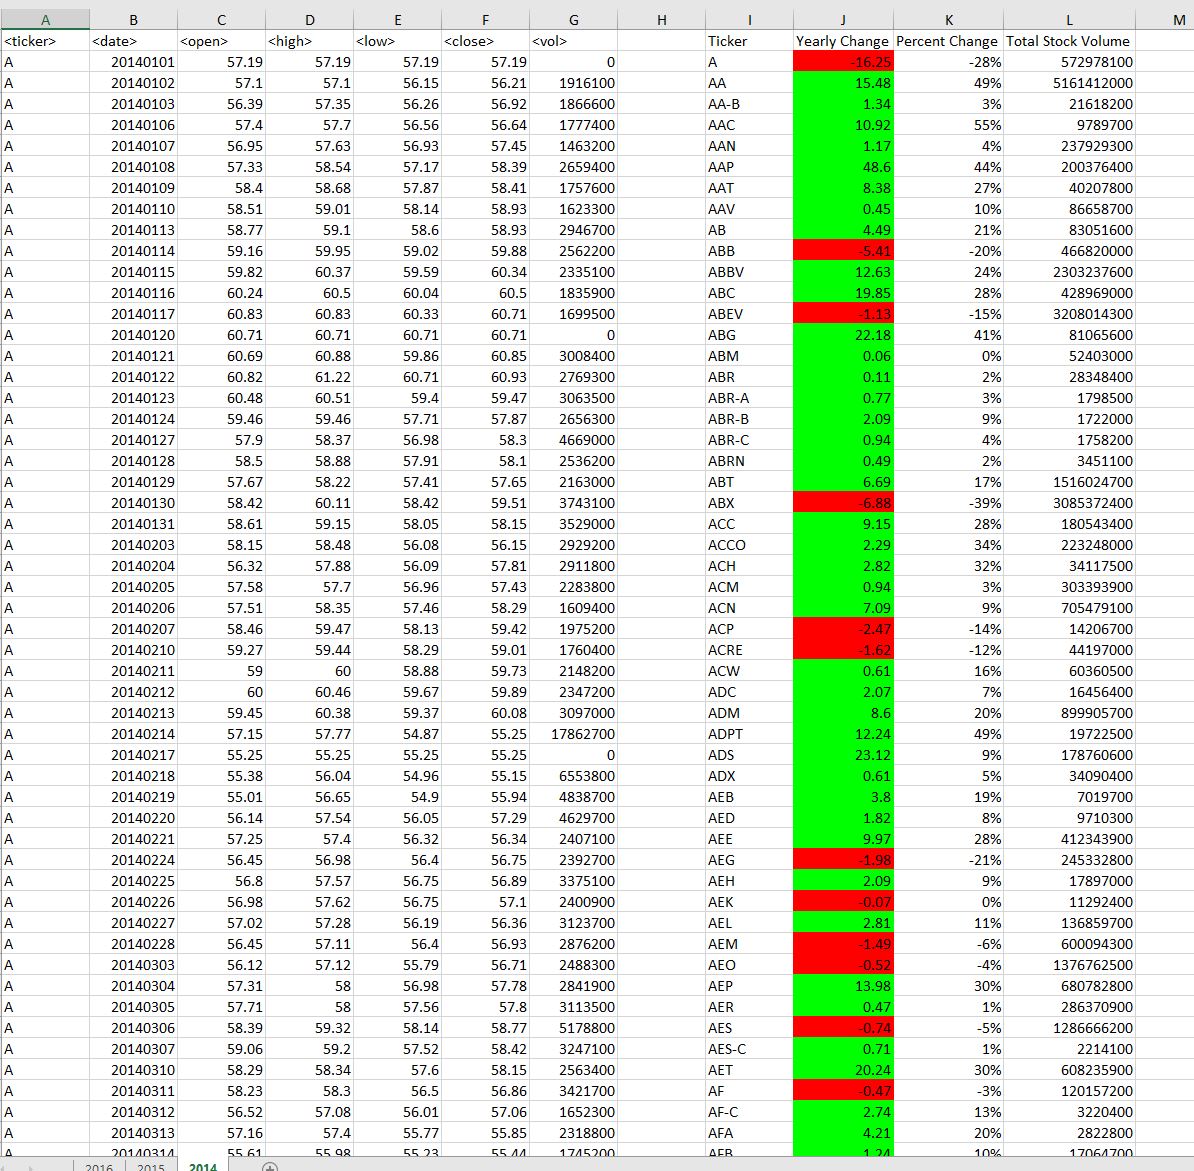 A B C D E F G H I J K L M
<ticker> <date> <open> <high> <low> <close> <vol> Ticker Yearly Change Percent Change Total Stock Volume
A 20140101 57.19 57.19 57.19 57.19 0 A -16.25 -28% 572978100
A 20140102 57.1 57.1 56.15 56.21 1916100 AA 15.48 49% 5161412000
A 20140103 56.39 57.35 56.26 56.92 1866600 AA-B 1.34 3% 21618200
A 20140106 57.4 57.7 56.56 56.64 1777400 AAC 10.92 55% 9789700
A 20140107 56.95 57.63 56.93 57.45 1463200 AAN 1.17 4% 237929300
A 20140108 57.33 58.54 57.17 58.39 2659400 AAP 48.6 44% 200376400
A 20140109 58.4 58.68 57.87 58.41 1757600 AAT 8.38 27% 40207800
A 20140110 58.51 59.01 58.14 58.93 1623300 AAV 0.45 10% 86658700
A 20140113 58.77 59.1 58.6 58.93 2946700 AB 4.49 21% 83051600
A 20140114 59.16 59.95 59.02 59.88 2562200 ABB -5.41 -20% 466820000
A 20140115 59.82 60.37 59.59 60.34 2335100 ABBV 12.63 24% 2303237600
A 20140116 60.24 60.5 60.04 60.5 1835900 ABC 19.85 28% 428969000
A 20140117 60.83 60.83 60.33 60.71 1699500 ABEV -1.13 -15% 3208014300
A 20140120 60.71 60.71 60.71 60.71 0 ABG 22.18 41% 81065600
A 20140121 60.69 60.88 59.86 60.85 3008400 ABM 0.06 0% 52403000
A 20140122 60.82 61.22 60.71 60.93 2769300 ABR 0.11 2% 28348400
A 20140123 60.48 60.51 59.4 59.47 3063500 ABR-A 0.77 3% 1798500
A 20140124 59.46 59.46 57.71 57.87 2656300 ABR-B 2.09 9% 1722000
A 20140127 57.9 58.37 56.98 58.3 4669000 ABR-C 0.94 4% 1758200
A 20140128 58.5 58.88 57.91 58.1 2536200 ABRN 0.49 2% 3451100
A 20140129 57.67 58.22 57.41 57.65 2163000 ABT 6.69 17% 1516024700
A 20140130 58.42 60.11 58.42 59.51 3743100 ABX -6.88 -39% 3085372400
A 20140131 58.61 59.15 58.05 58.15 3529000 ACC 9.15 28% 180543400
A 20140203 58.15 58.48 56.08 56.15 2929200 ACCO 2.29 34% 223248000
A 20140204 56.32 57.88 56.09 57.81 2911800 ACH 2.82 32% 34117500
A 20140205 57.58 57.7 56.96 57.43 2283800 ACM 0.94 3% 303393900
A 20140206 57.51 58.35 57.46 58.29 1609400 ACN 7.09 9% 705479100
A 20140207 58.46 59.47 58.13 59.42 1975200 ACP -2.47 -14% 14206700
A 20140210 59.27 59.44 58.29 59.01 1760400 ACRE -1.62 -12% 44197000
A 20140211 59 60 58.88 59.73 2148200 ACW 0.61 16% 60360500
A 20140212 60 60.46 59.67 59.89 2347200 ADC 2.07 7% 16456400
A 20140213 59.45 60.38 59.37 60.08 3097000 ADM 8.6 20% 899905700
A 20140214 57.15 57.77 54.87 55.25 17862700 ADPT 12.24 49% 19722500
A 20140217 55.25 55.25 55.25 55.25 0 ADS 23.12 9% 178760600
A 20140218 55.38 56.04 54.96 55.15 6553800 ADX 0.61 5% 34090400
A 20140219 55.01 56.65 54.9 55.94 4838700 AEB 3.8 19% 7019700
A 20140220 56.14 57.54 56.05 57.29 4629700 AED 1.82 8% 9710300
A 20140221 57.25 57.4 56.32 56.34 2407100 AEE 9.97 28% 412343900
A 20140224 56.45 56.98 56.4 56.75 2392700 AEG -1.98 -21% 245332800
A 20140225 56.8 57.57 56.75 56.89 3375100 AEH 2.09 9% 17897000
A 20140226 56.98 57.62 56.75 57.1 2400900 AEK -0.07 0% 11292400
A 20140227 57.02 57.28 56.19 56.36 3123700 AEL 2.81 11% 136859700
A 20140228 56.45 57.11 56.4 56.93 2876200 AEM -1.49 -6% 600094300
A 20140303 56.12 57.12 55.79 56.71 2488300 AEO -0.52 -4% 1376762500
A 20140304 57.31 58 56.98 57.78 2841900 AEP 13.98 30% 680782800
A 20140305 57.71 58 57.56 57.8 3113500 AER 0.47 1% 286370900
A 20140306 58.39 59.32 58.14 58.77 5178800 AES -0.74 -5% 1286666200
A 20140307 59.06 59.2 57.52 58.42 3247100 AES-C 0.71 1% 2214100
A 20140310 58.29 58.34 57.6 58.15 2563400 AET 20.24 30% 608235900
A 20140311 58.23 58.3 56.5 56.86 3421700 AF -0.47 -3% 120157200
A 20140312 56.52 57.08 56.01 57.06 1652300 AF-C 2.74 13% 3220400
A 20140313 57.16 57.4 55.77 55.85 2318800 AFA 4.21 20% 2822800
A 20140314 55.61 55.98 55.23 55.44 1745200 AFB 1.24 10% 17064700
2016 2015 2014